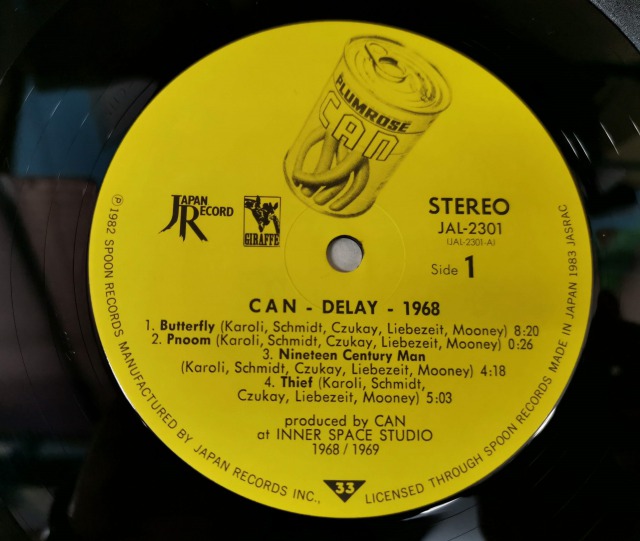 PLUMROSE
CAN
JAPAN
RECORD
JR
GIRAFFE
STEREO
JAL-2301
(JAL-2301-A)
Side 1
CAN - DELAY - 1968
1. Butterfly (Karoli, Schmidt, Czukay, Liebezeit, Mooney) 8:20
2. Pnoom (Karoli, Schmidt, Czukay, Liebezeit, Mooney) 0:26
3. Nineteen Century Man
(Karoli, Schmidt, Czukay, Liebezeit, Mooney) 4:18
4. Thief (Karoli, Schmidt,
Czukay, Liebezeit, Mooney) 5:03
produced by CAN
at INNER SPACE STUDIO
1968 / 1969
33
℗1982 SPOON RECORDS MANUFACTURED BY JAPAN RECORDS INC., LICENSED THROUGH SPOON RECORDS MADE IN JAPAN 1983 JASRAC